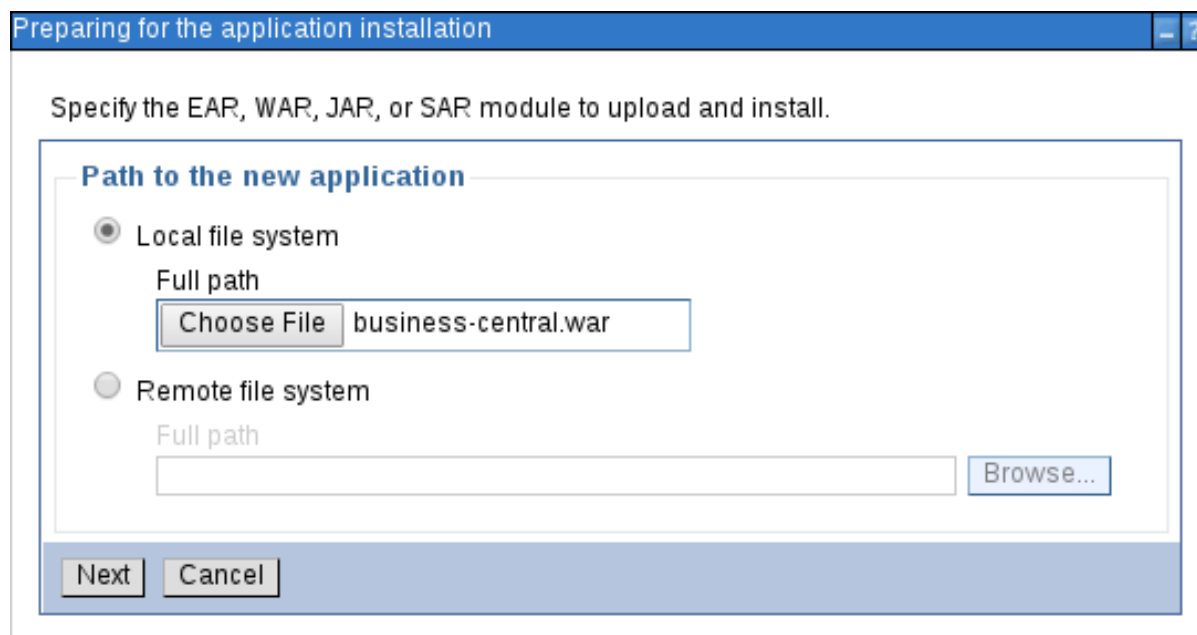 Preparing for the application installation
Specify the EAR, WAR, JAR, or SAR module to upload and install.
Path to the new application
Local file system
Full path
Choose File business-central.war
Remote file system
Full path
Browse...
Next Cancel